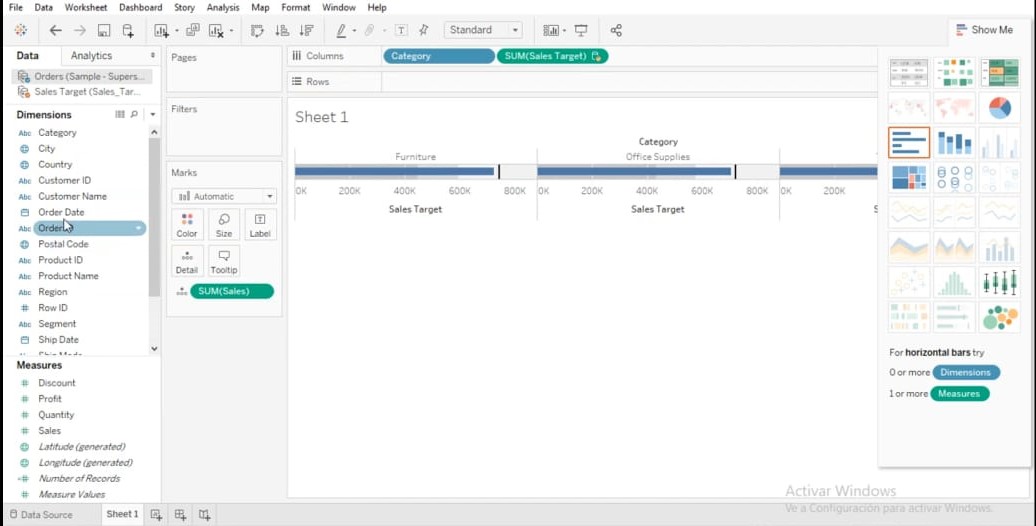 File Data Worksheet Dashboard Story Analysis Map Format Window Help
Standard
Show Me
Data Analytics
Orders (Sample - Supers...
Sales Target (Sales_Tar...
Dimensions
Abc Category
City
Country
Abc Customer ID
Abc Customer Name
Order Date
Abc Order
Postal Code
Abc Product ID
Abc Product Name
Abc Region
# Row ID
Abc Segment
Ship Date
Measures
# Discount
# Profit
# Quantity
# Sales
Latitude (generated)
Longitude (generated)
=# Number of Records
# Measure Values
Pages
Filters
Marks
Automatic
Color Size Label
Detail Tooltip
SUM(Sales)
Columns Category SUM(Sales Target)
Rows
Sheet 1
Category
Furniture Office Supplies
0K 200K 400K 600K 800K 0K 200K 400K 600K 800K 0K 200K
Sales Target Sales Target S
For horizontal bars try
0 or more Dimensions
1 or more Measures
Activar Windows
Ve a Configuración para activar Windows.
Data Source Sheet 1